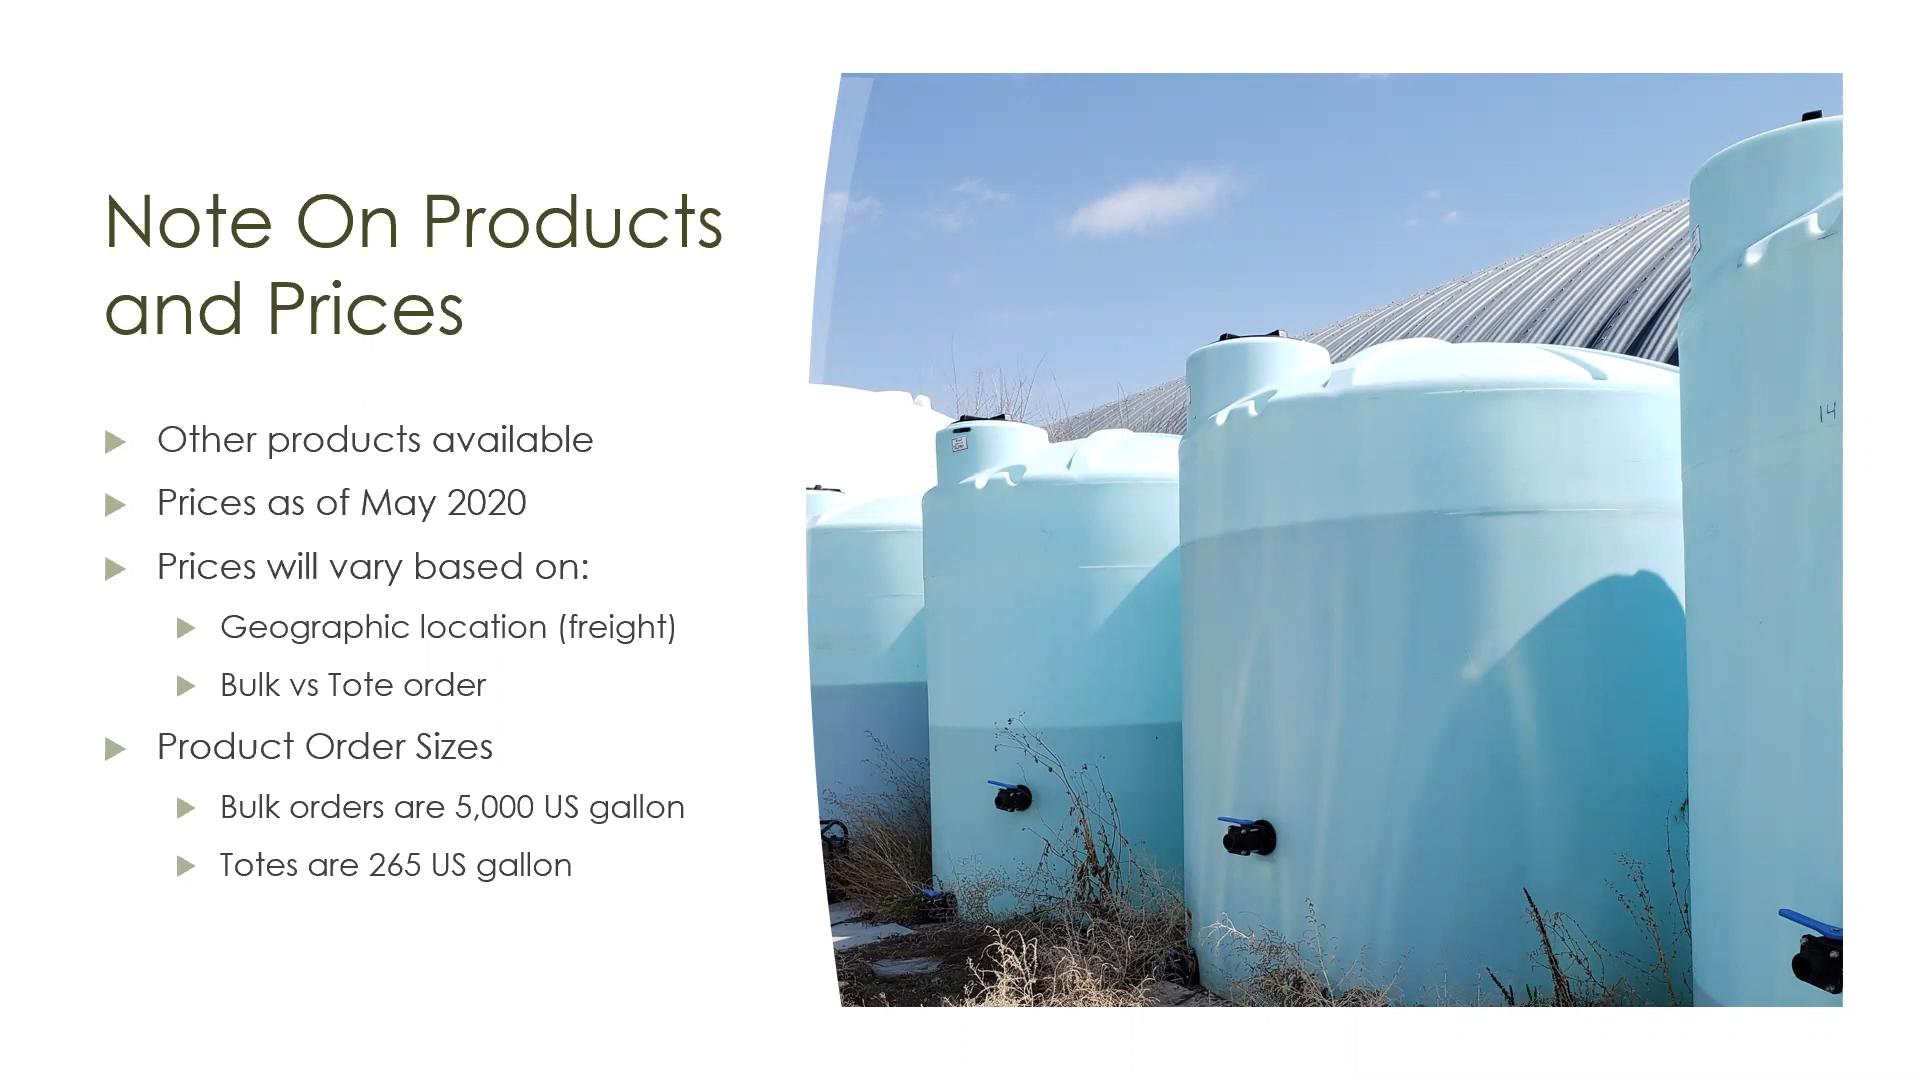 Note On Products
and Prices
Other products available
Prices as of May 2020
Prices will vary based on:
Geographic location (freight)
Bulk vs Tote order
Product Order Sizes
Bulk orders are 5,000 US gallon
Totes are 265 US gallon
14